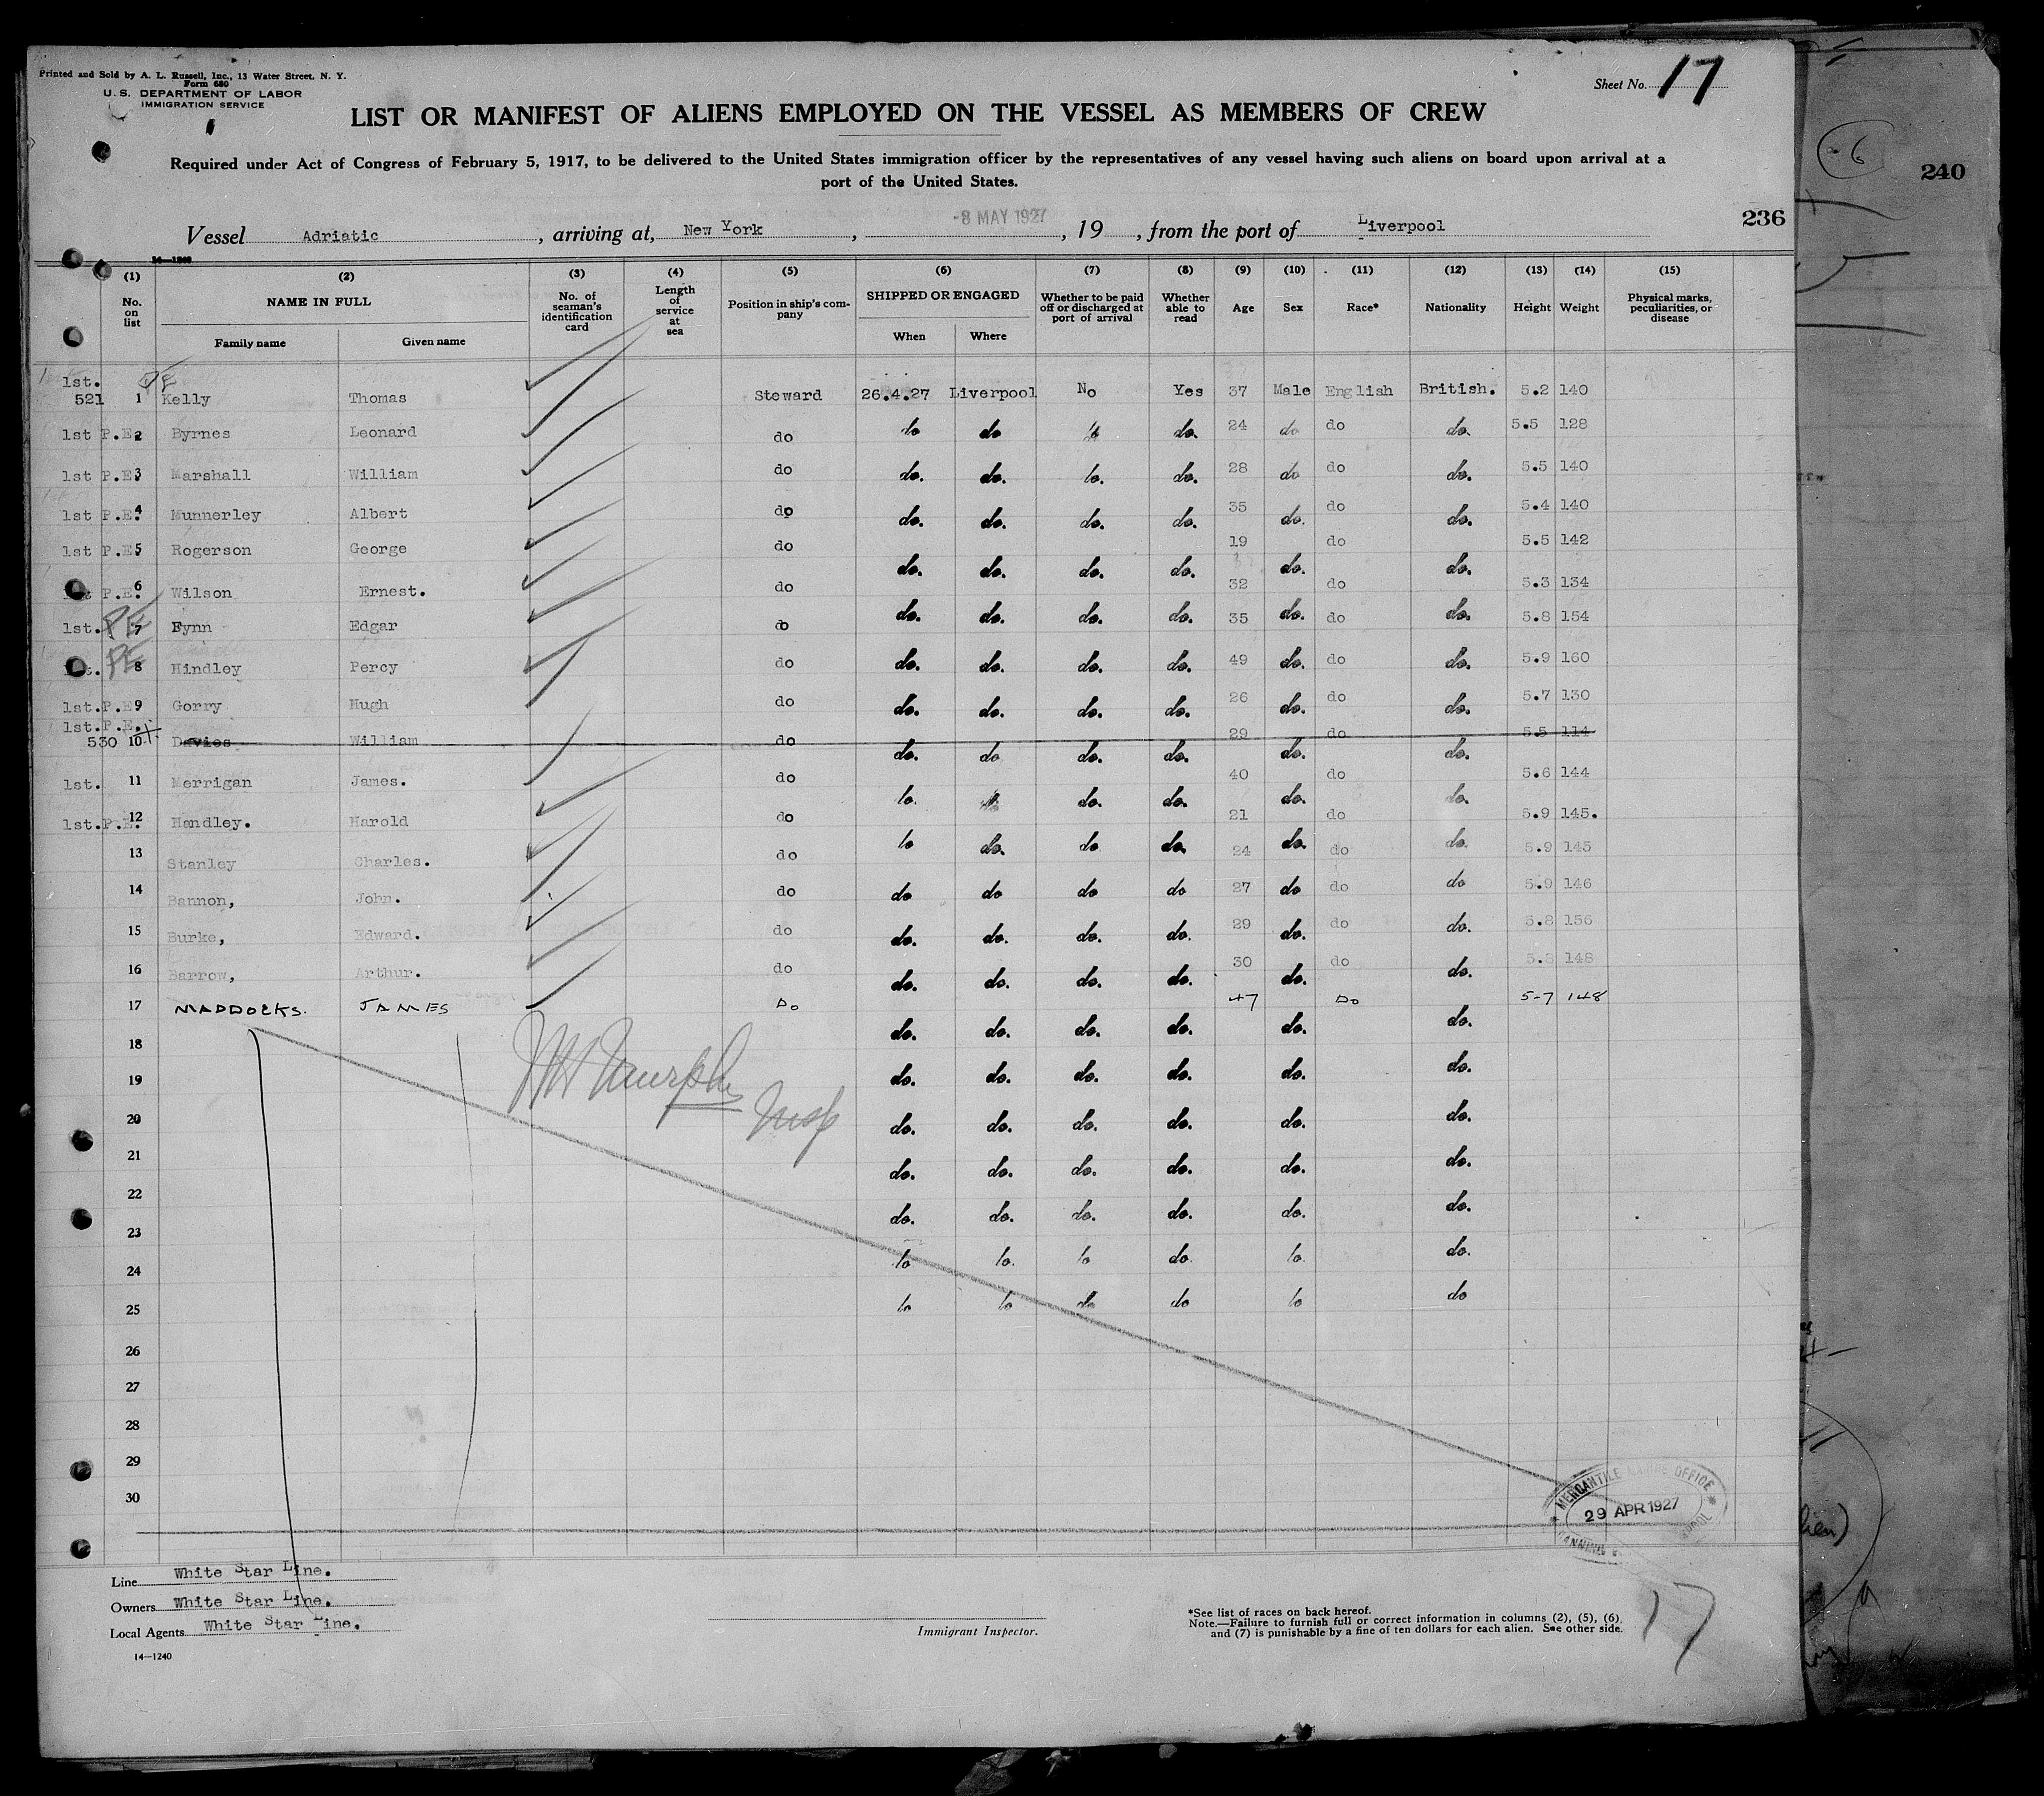 Printed and Sold by A. L. Russell, Inc., 13 Water Street, N. Y.
Form 680
U. S. DEPARTMENT OF LABOR
IMMIGRATION SERVICE
Sheet No. 17
LIST OR MANIFEST OF ALIENS EMPLOYED ON THE VESSEL AS MEMBERS OF CREW
Required under Act of Congress of February 5, 1917, to be delivered to the United States immigration officer by the representatives of any vessel having such aliens on board upon arrival at a
port of the United States.
6
240
236
Vessel Adriatic, arriving at, New York, -8 MAY 1927, 19 , from the port of Liverpool
14—1240
(1) (2) (3) (4) (5) (6) (7) (8) (9) (10) (11) (12) (13) (14) (15)
No. on list NAME IN FULL Family name Given name No. of seaman's identification card Length of service at sea Position in ship's company SHIPPED OR ENGAGED When Where Whether to be paid off or discharged at port of arrival Whether able to read Age Sex Race* Nationality Height Weight Physical marks, peculiarities, or disease
1st. PE
521 1 Kelly Thomas Steward 26.4.27 Liverpool No Yes 37 Male English British. 5.2 140
1st P.E. 2 Byrnes Leonard do do do do do. 24 do do do. 5.5 128
1st P.E. 3 Marshall William do do. do. do. do. 28 do do do. 5.5 140
1st P.E. 4 Munnerley Albert do do. do. do. do. 35 do. do do. 5.4 140
1st P.E. 5 Rogerson George do do. do. do. do. 19 do. do do. 5.5 142
1st P.E. 6 Wilson Ernest. do do. do. do. do. 32 do. do do. 5.3 134
1st. PE 7 Fynn Edgar do do. do. do. do. 35 do. do do. 5.8 154
1st. PE 8 Hindley Percy do do. do. do. do. 49 do. do do. 5.9 160
1st. P.E 9 Gorry Hugh do do. do. do. do. 26 do. do do. 5.7 130
1st. P.E.
530 10 Davies William do do. do do. do. 29 do. do do. 5.5 114
1st. 11 Merrigan James. do do. do. do. do. 40 do. do do. 5.6 144
1st. P.E. 12 Handley. Harold do do do. do do. 21 do. do do. 5.9 145.
13 Stanley Charles. do do do do do 24 do do do 5.9 145
14 Bannon, John. do do. do. do. do. 27 do. do do. 5.9 146
15 Burke, Edward. do do. do. do. do. 29 do. do do. 5.8 156
16 Barrow, Arthur. do do. do. do. do. 30 do. do do. 5.8 148
17 MADDOCKS. JAMES Do 47 Do 5-7 148
18 do. do. do. do. do. do.
19 do. do. do. do. do. do.
20 do. do. do. do. do. do.
21 do. do. do. do. do. do.
22 do. do. do. do. do. do.
23 do do. do do. do. do.
24 do do do do do do
25
26
27
28
29
30
Murphy
Insp
MERCANTILE MARINE OFFICE
29 APR 1927
Line White Star Line.
Owners White Star Line.
Local Agents White Star Line.
14—1240
Immigrant Inspector.
*See list of races on back hereof.
Note.—Failure to furnish full or correct information in columns (2), (5), (6),
and (7) is punishable by a fine of ten dollars for each alien. See other side.
17